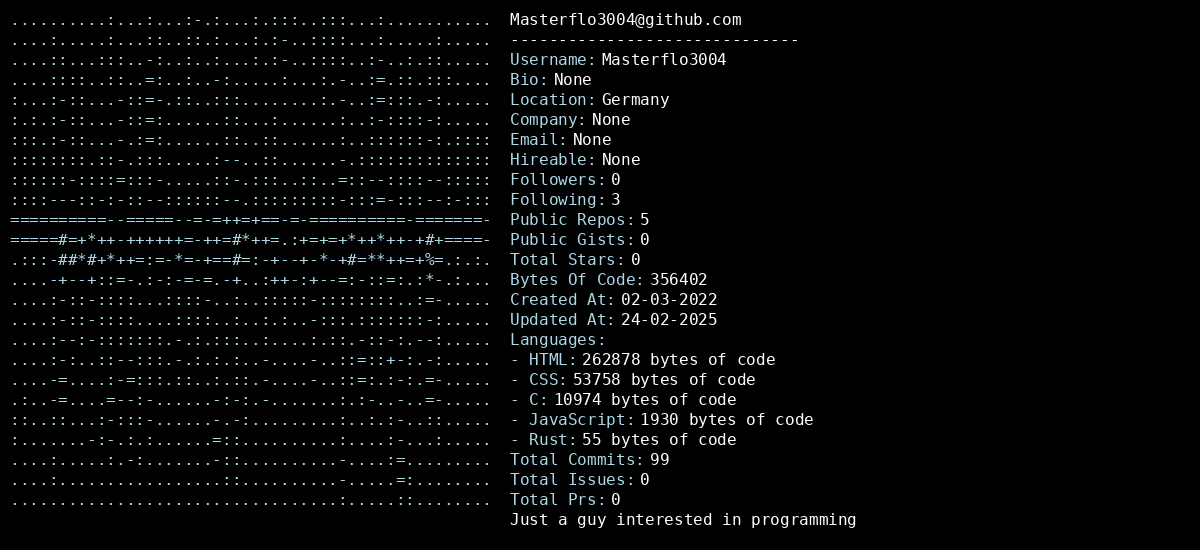 Masterflo3004@github.com
------------------------------
Username: Masterflo3004
Bio: None
Location: Germany
Company: None
Email: None
Hireable: None
Followers: 0
Following: 3
Public Repos: 5
Public Gists: 0
Total Stars: 0
Bytes Of Code: 356402
Created At: 02-03-2022
Updated At: 24-02-2025
Languages:
- HTML: 262878 bytes of code
- CSS: 53758 bytes of code
- C: 10974 bytes of code
- JavaScript: 1930 bytes of code
- Rust: 55 bytes of code
Total Commits: 99
Total Issues: 0
Total Prs: 0
Just a guy interested in programming